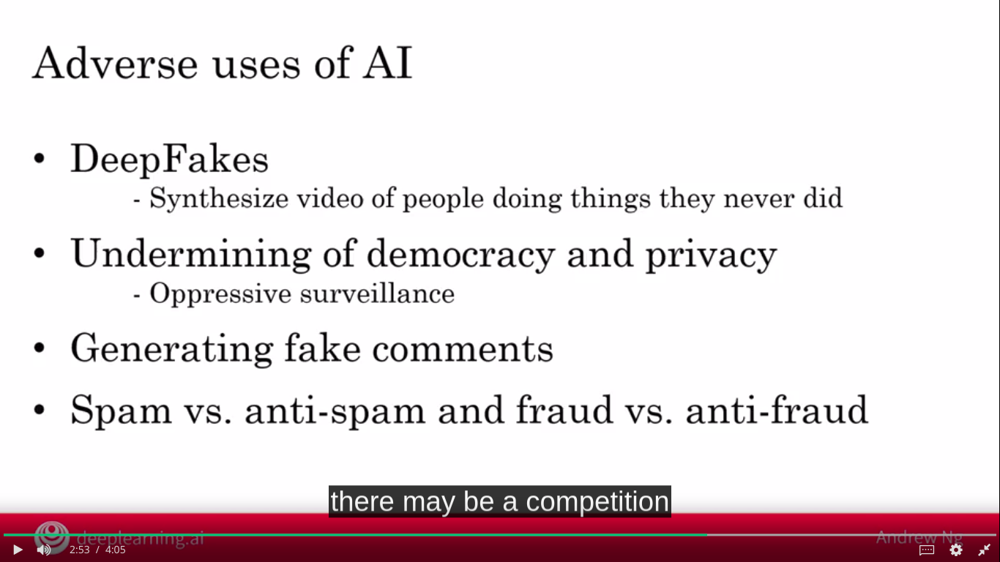 Adverse uses of AI
• DeepFakes
- Synthesize video of people doing things they never did
• Undermining of democracy and privacy
- Oppressive surveillance
• Generating fake comments
• Spam vs. anti-spam and fraud vs. anti-fraud
there may be a competition
deeplearning.ai
Andrew Ng
2:53 / 4:05